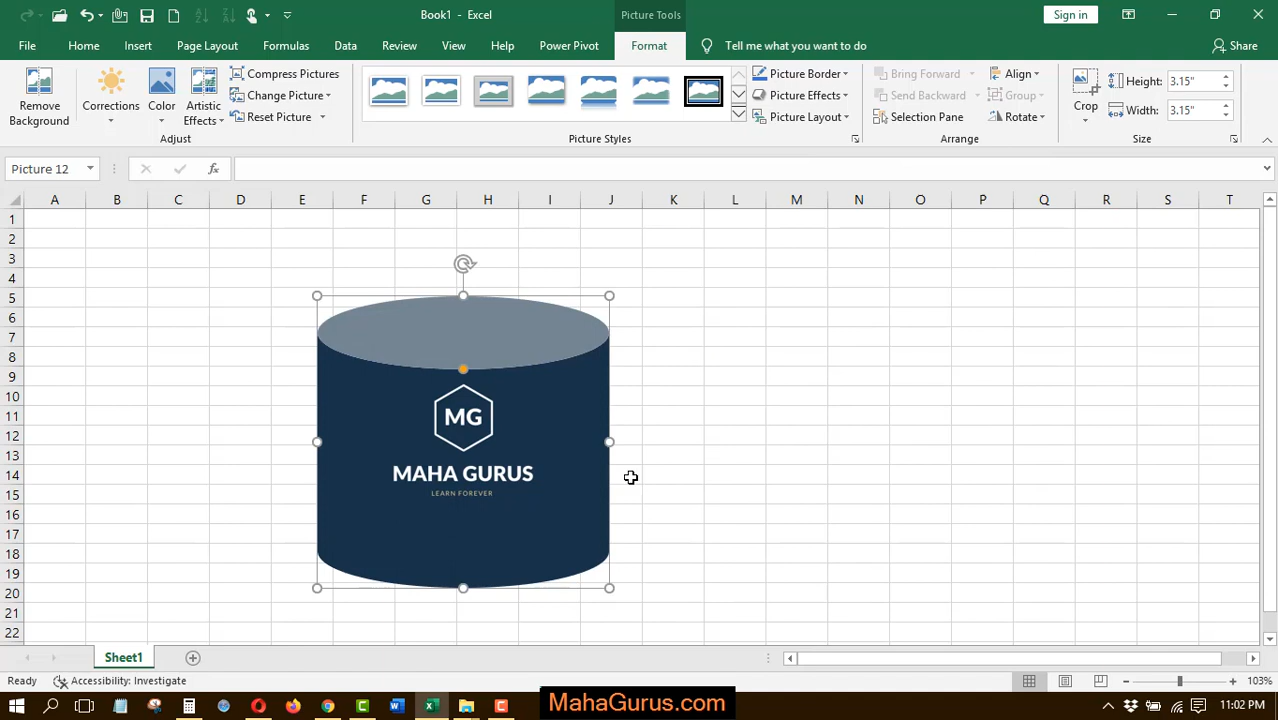 Book1 - Excel
Picture Tools
Sign in
File
Home
Insert
Page Layout
Formulas
Data
Review
View
Help
Power Pivot
Format
Tell me what you want to do
Share
Remove Background
Corrections
Color
Artistic Effects
Compress Pictures
Change Picture
Reset Picture
Adjust
Picture Styles
Picture Border
Picture Effects
Picture Layout
Bring Forward
Send Backward
Selection Pane
Align
Group
Rotate
Arrange
Crop
Height: 3.15"
Width: 3.15"
Size
Picture 12
fx
A B C D E F G H I J K L M N O P Q R S T
1
2
3
4
5
6
7
8
9
10
11
12
13
14
15
16
17
18
19
20
21
22
MG
MAHA GURUS
LEARN FOREVER
Sheet1
Ready
Accessibility: Investigate
103%
MahaGurus.com
11:02 PM